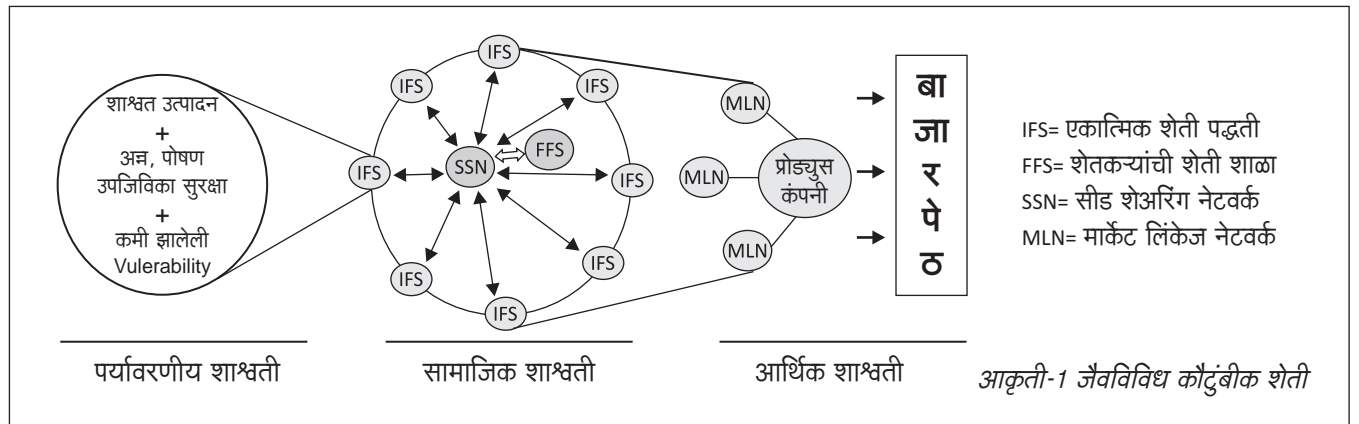 शाश्वत उत्पादन
+
अन्न, पोषण
उपजिविका सुरक्षा
+
कमी झालेली
Vulerability
IFS
IFS
IFS
IFS
IFS
IFS
IFS
IFS
SSN
FFS
MLN
MLN
MLN
प्रोड्युस
कंपनी
बा
जा
र
पे
ठ
IFS= एकात्मिक शेती पद्धती
FFS= शेतकऱ्यांची शेती शाळा
SSN= सीड शेअरिंग नेटवर्क
MLN= मार्केट लिंकेज नेटवर्क
पर्यावरणीय शाश्वती
सामाजिक शाश्वती
आर्थिक शाश्वती
आकृती-1 जैवविविध कौटुंबीक शेती